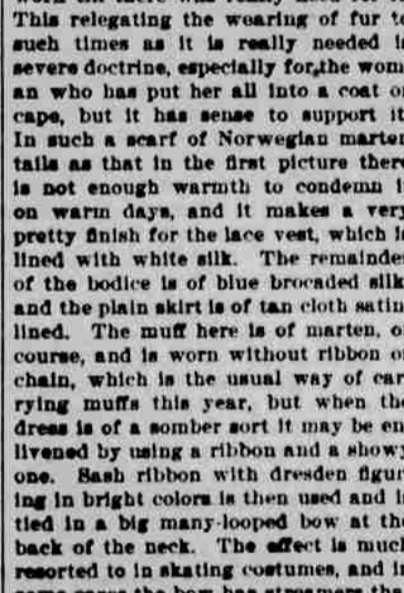 This relegating the wearing of fur to
such times as it is really needed i
severe doctrine, especially for the wom
an who has put her all into a coat o
cape, but it has sense to support it
In such a scarf of Norwegian marten
tails as that in the first picture there
is not enough warmth to condemn i
on warm days, and it makes a very
pretty finish for the lace vest, which i
lined with white silk. The remainde
of the bodice is of blue brocaded silk
and the plain skirt is of tan cloth satin
lined. The muff here is of marten, o
course, and is worn without ribbon o
chain, which is the usual way of car
rying muffs this year, but when the
dress is of a somber sort it may be en
livened by using a ribbon and a showy
one. Sash ribbon with dresden figur
ing in bright colors is then used and i
tied in a big many-looped bow at the
back of the neck. The effect is much
resorted to in skating costumes, and in
some cases the bow has streamers tha